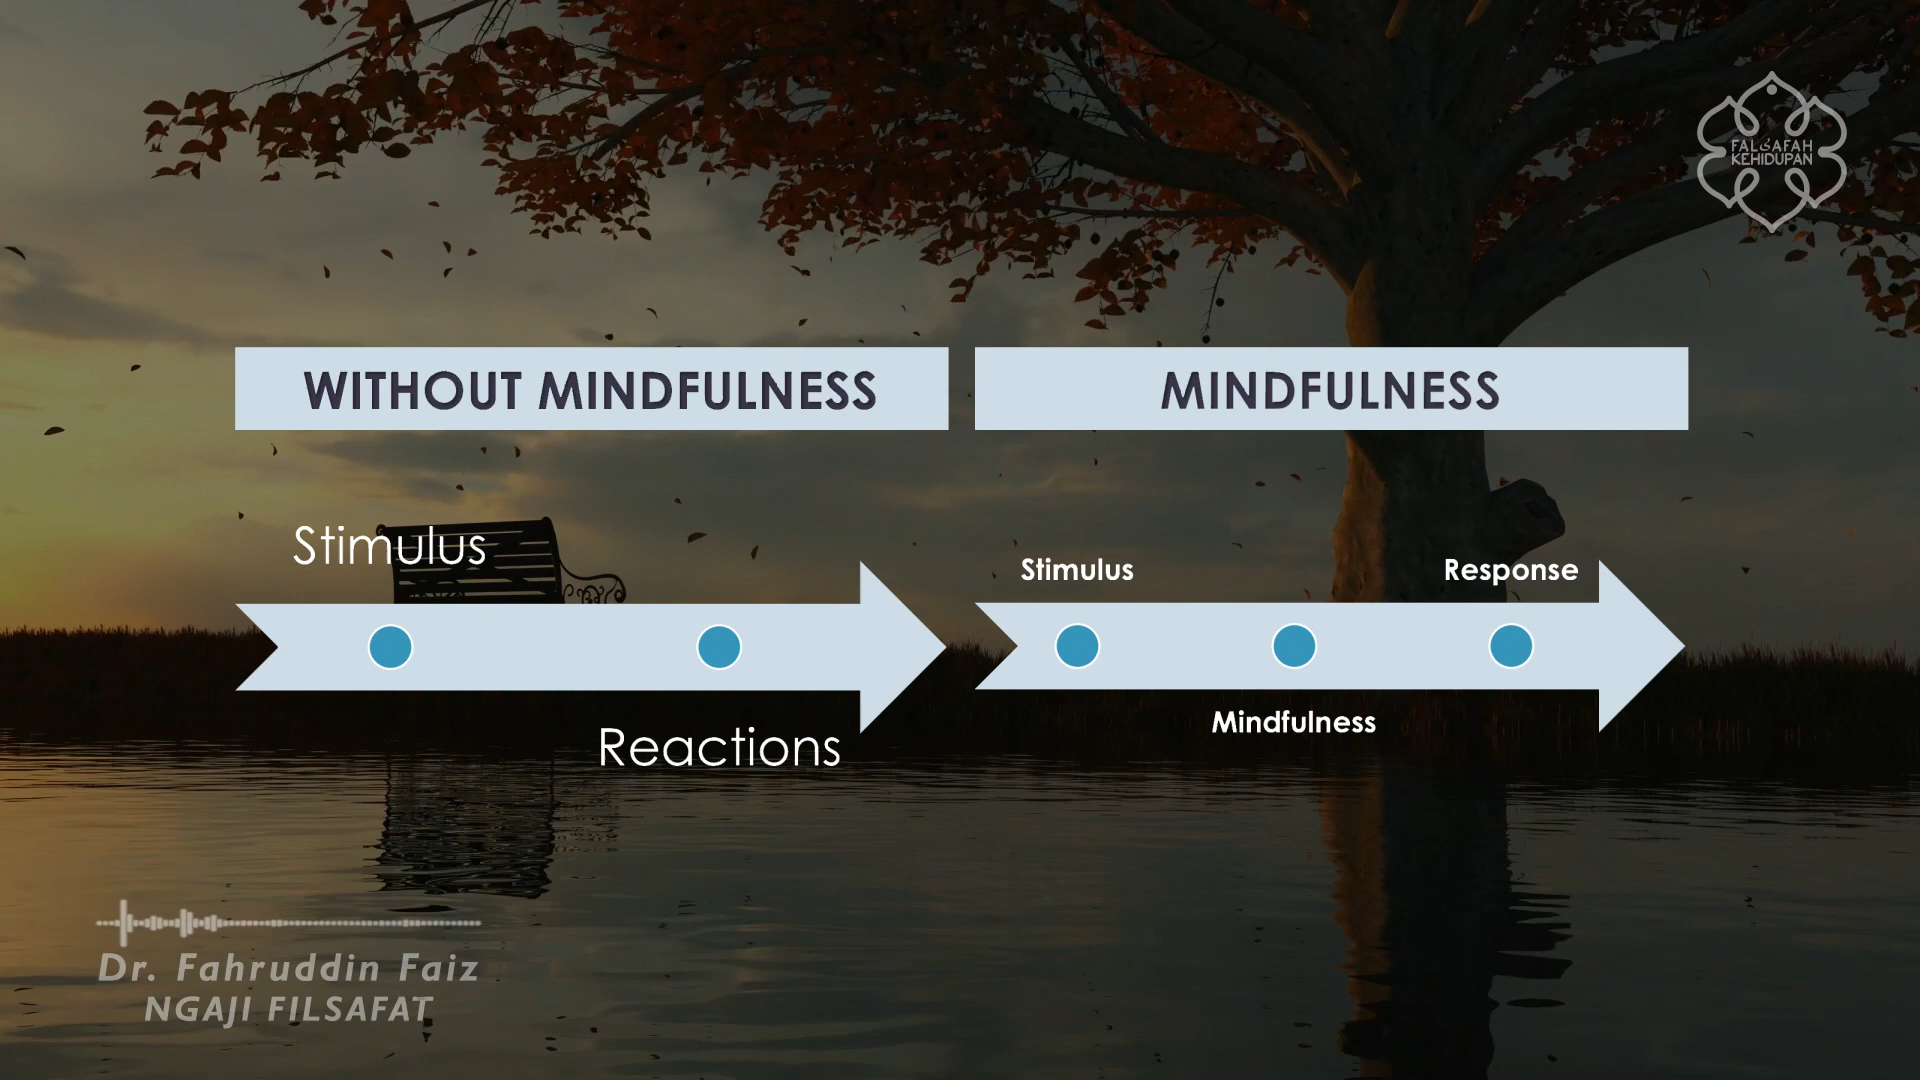 FALSAFAH
KEHIDUPAN
WITHOUT MINDFULNESS
MINDFULNESS
Stimulus
Reactions
Stimulus
Response
Mindfulness
Dr. Fahruddin Faiz
NGAJI FILSAFAT